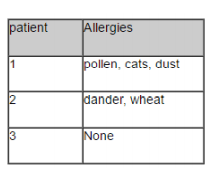 patient Allergies
1 pollen, cats, dust
2 dander, wheat
3 None